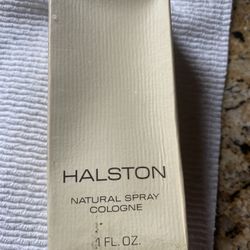 HALSTON
NATURAL SPRAY
COLOGNE
1 FL. OZ.